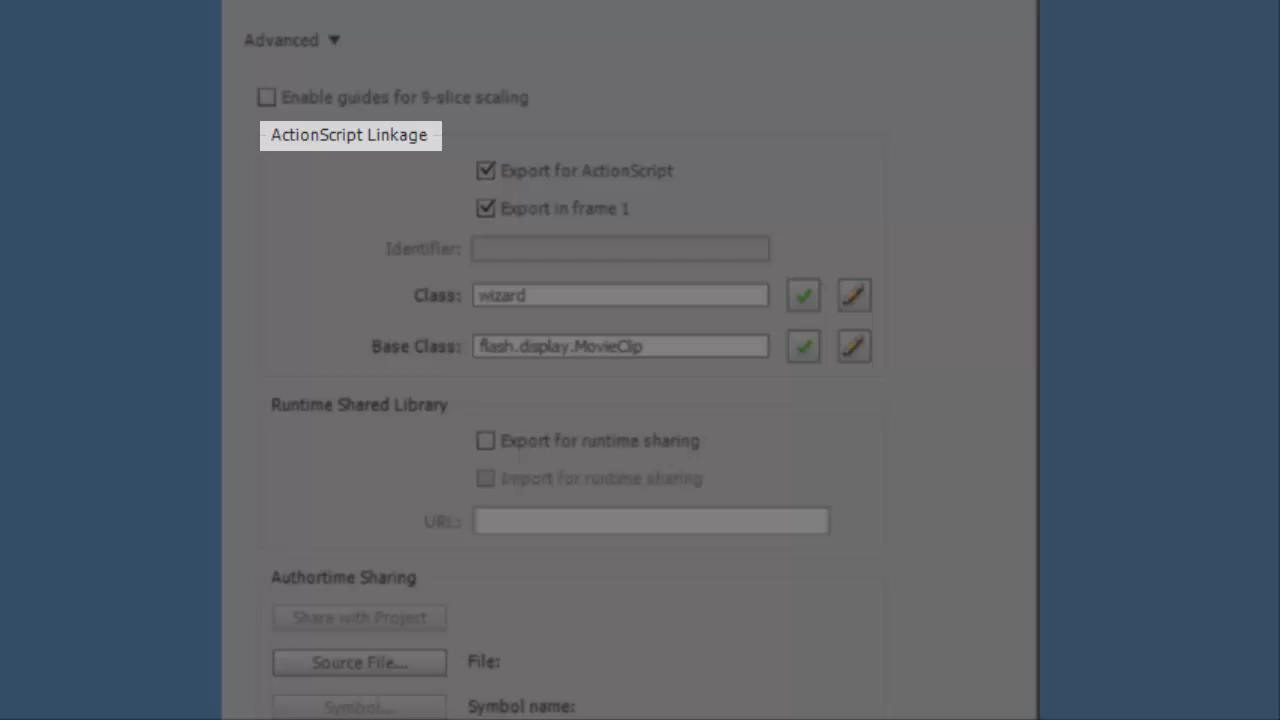 Advanced ▼
Enable guides for 9-slice scaling
ActionScript Linkage
Export for ActionScript
Export in frame 1
Identifier:
Class: wizard
Base Class: flash.display.MovieClip
Runtime Shared Library
Export for runtime sharing
Import for runtime sharing
URL:
Authortime Sharing
Share with Project
Source File... File:
Symbol... Symbol name: